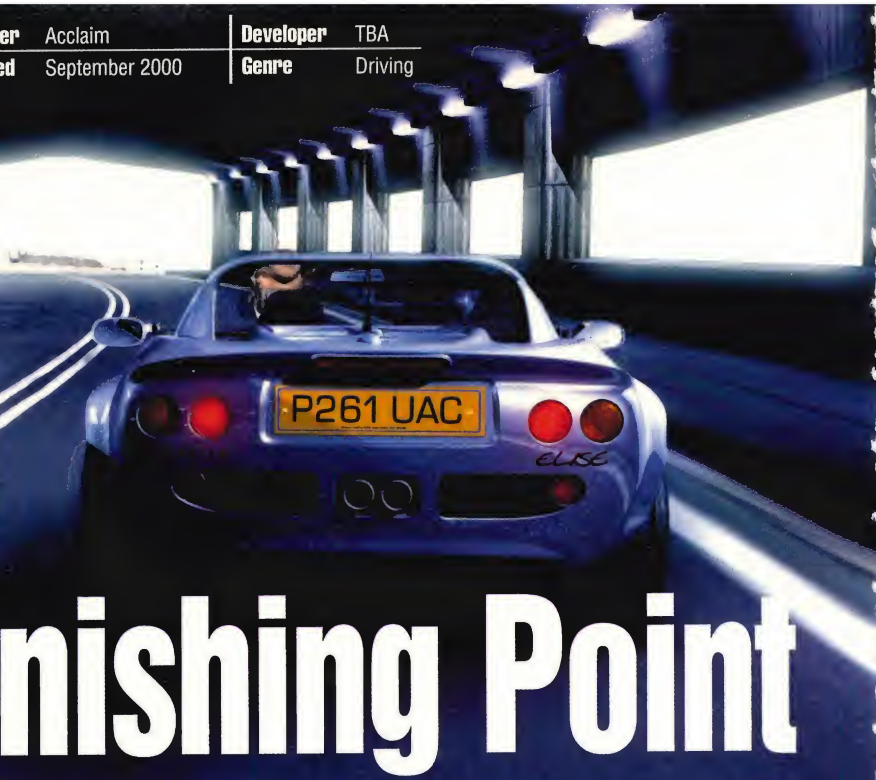 er Acclaim Developer TBA
ed September 2000 Genre Driving
P261 UAC
ELISE
nishing Point